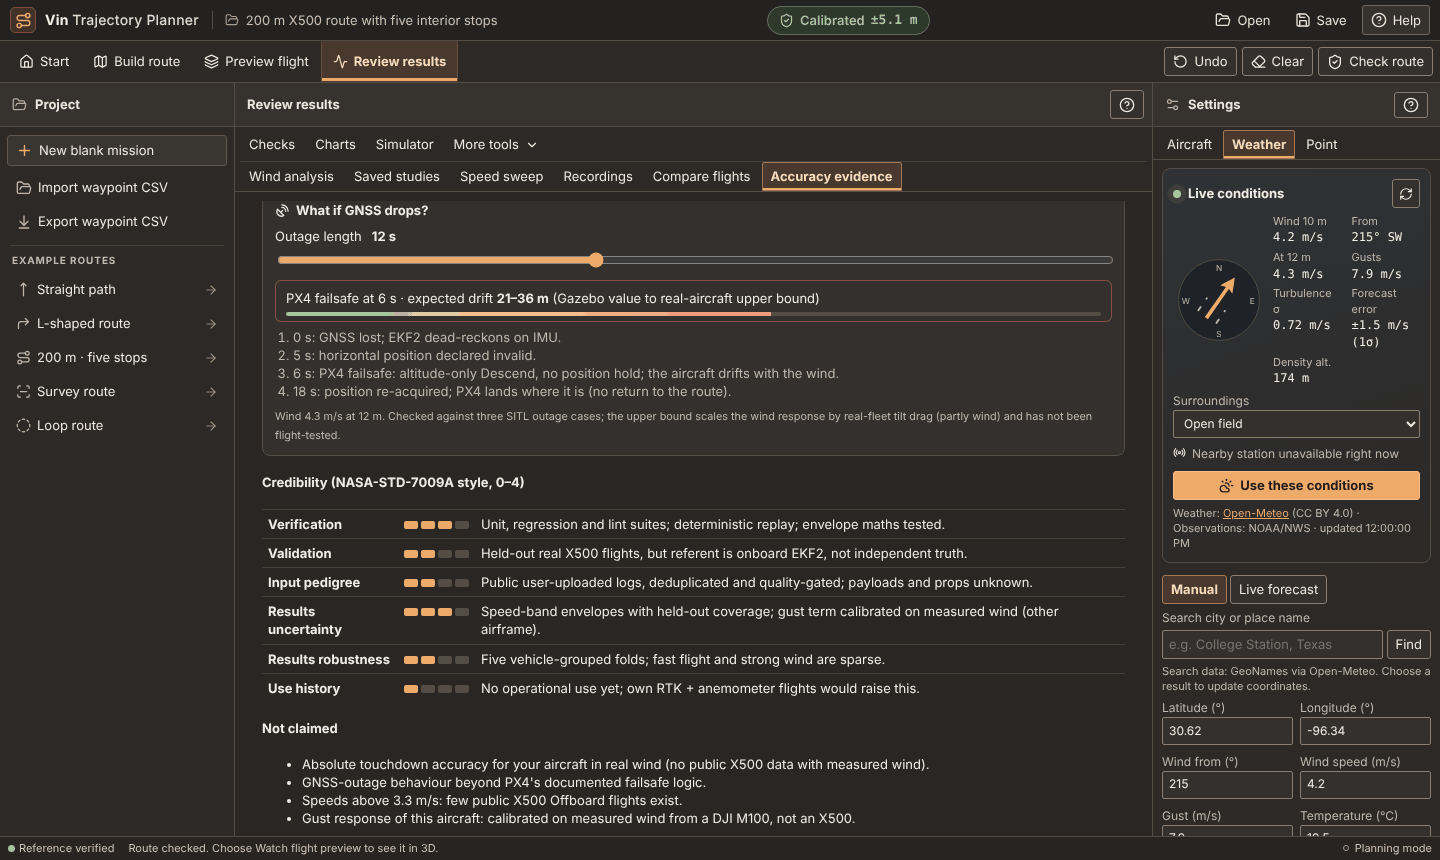 Vin Trajectory Planner
200 m X500 route with five interior stops
Calibrated ±5.1 m
Open
Save
Help
Start
Build route
Preview flight
Review results
Undo
Clear
Check route
Project
New blank mission
Import waypoint CSV
Export waypoint CSV
EXAMPLE ROUTES
Straight path
L-shaped route
200 m · five stops
Survey route
Loop route
Review results
Checks
Charts
Simulator
More tools
Wind analysis
Saved studies
Speed sweep
Recordings
Compare flights
Accuracy evidence
What if GNSS drops?
Outage length 12 s
PX4 failsafe at 6 s · expected drift 21–36 m (Gazebo value to real-aircraft upper bound)
1. 0 s: GNSS lost; EKF2 dead-reckons on IMU.
2. 5 s: horizontal position declared invalid.
3. 6 s: PX4 failsafe: altitude-only Descend, no position hold; the aircraft drifts with the wind.
4. 18 s: position re-acquired; PX4 lands where it is (no return to the route).
Wind 4.3 m/s at 12 m. Checked against three SITL outage cases; the upper bound scales the wind response by real-fleet tilt drag (partly wind) and has not been
flight-tested.
Credibility (NASA-STD-7009A style, 0–4)
Verification
Unit, regression and lint suites; deterministic replay; envelope maths tested.
Validation
Held-out real X500 flights, but referent is onboard EKF2, not independent truth.
Input pedigree
Public user-uploaded logs, deduplicated and quality-gated; payloads and props unknown.
Results
uncertainty
Speed-band envelopes with held-out coverage; gust term calibrated on measured wind (other
airframe).
Results robustness
Five vehicle-grouped folds; fast flight and strong wind are sparse.
Use history
No operational use yet; own RTK + anemometer flights would raise this.
Not claimed
• Absolute touchdown accuracy for your aircraft in real wind (no public X500 data with measured wind).
• GNSS-outage behaviour beyond PX4's documented failsafe logic.
• Speeds above 3.3 m/s: few public X500 Offboard flights exist.
• Gust response of this aircraft: calibrated on measured wind from a DJI M100, not an X500.
Settings
Aircraft
Weather
Point
Live conditions
N
W
E
S
Wind 10 m
4.2 m/s
From
215° SW
At 12 m
4.3 m/s
Gusts
7.9 m/s
Turbulence
σ
0.72 m/s
Forecast
error
±1.5 m/s
(1σ)
Density alt.
174 m
Surroundings
Open field
Nearby station unavailable right now
Use these conditions
Weather: Open-Meteo (CC BY 4.0) ·
Observations: NOAA/NWS · updated 12:00:00
PM
Manual
Live forecast
Search city or place name
e.g. College Station, Texas
Find
Search data: GeoNames via Open-Meteo. Choose a
result to update coordinates.
Latitude (°)
Longitude (°)
30.62
-96.34
Wind from (°)
Wind speed (m/s)
215
4.2
Gust (m/s)
Temperature (°C)
Reference verified
Route checked. Choose Watch flight preview to see it in 3D.
Planning mode